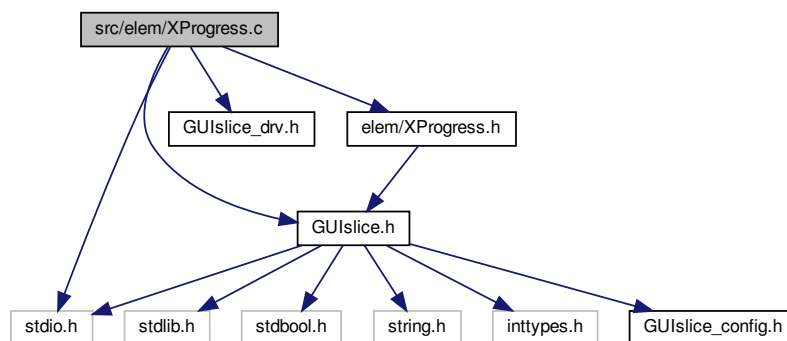 src/elem/XProgress.c
GUIslice_drv.h
elem/XProgress.h
GUIslice.h
stdio.h
stdlib.h
stdbool.h
string.h
inttypes.h
GUIslice_config.h